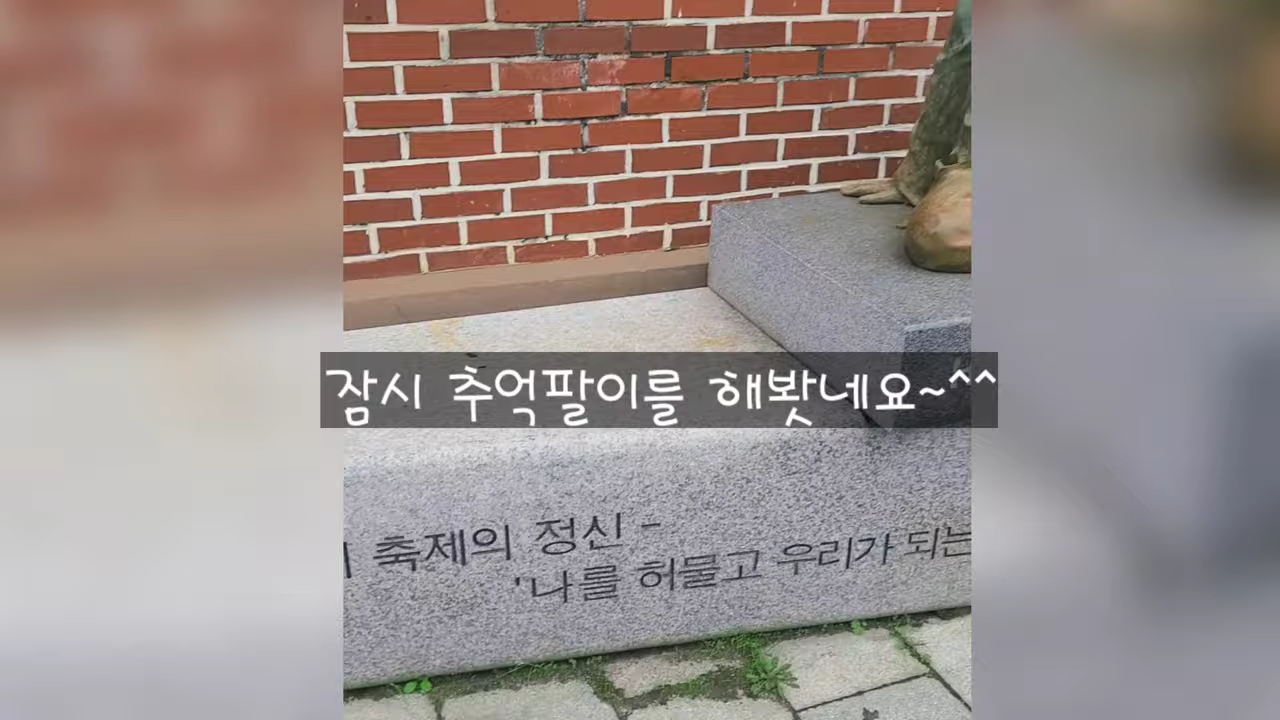 잠시 추억팔이를 해봣네요~^^
축제의 정신 -
'나를 허물고 우리가 되는